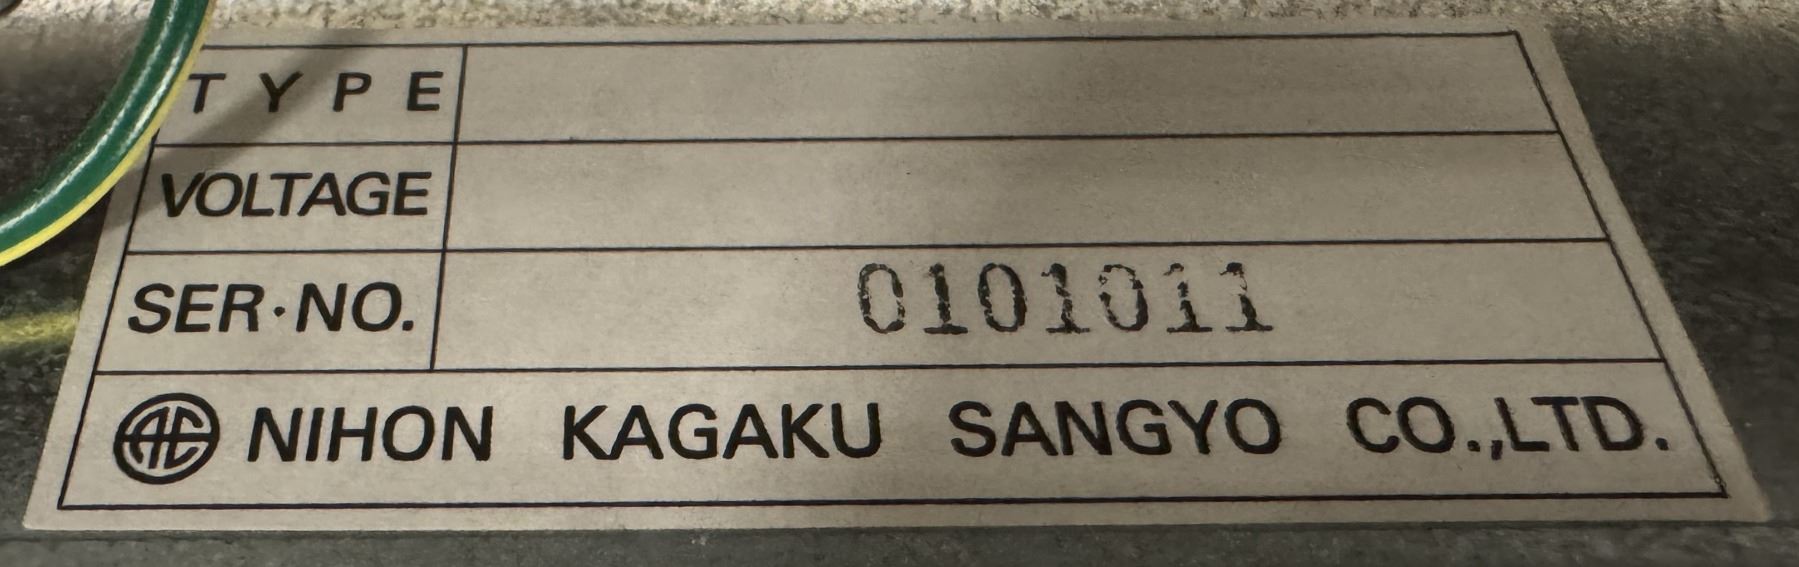 TYPE
VOLTAGE
SER·NO. 0101011
NIHON KAGAKU SANGYO CO.,LTD.